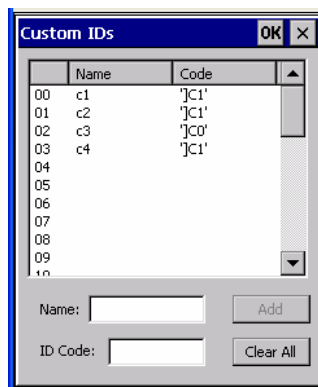 Custom IDs OK ×
Name Code
00 c1 ']C1'
01 c2 ']C1'
02 c3 ']C0'
03 c4 ']C1'
04
05
06
07
08
09
10
Name: Add
ID Code: Clear All